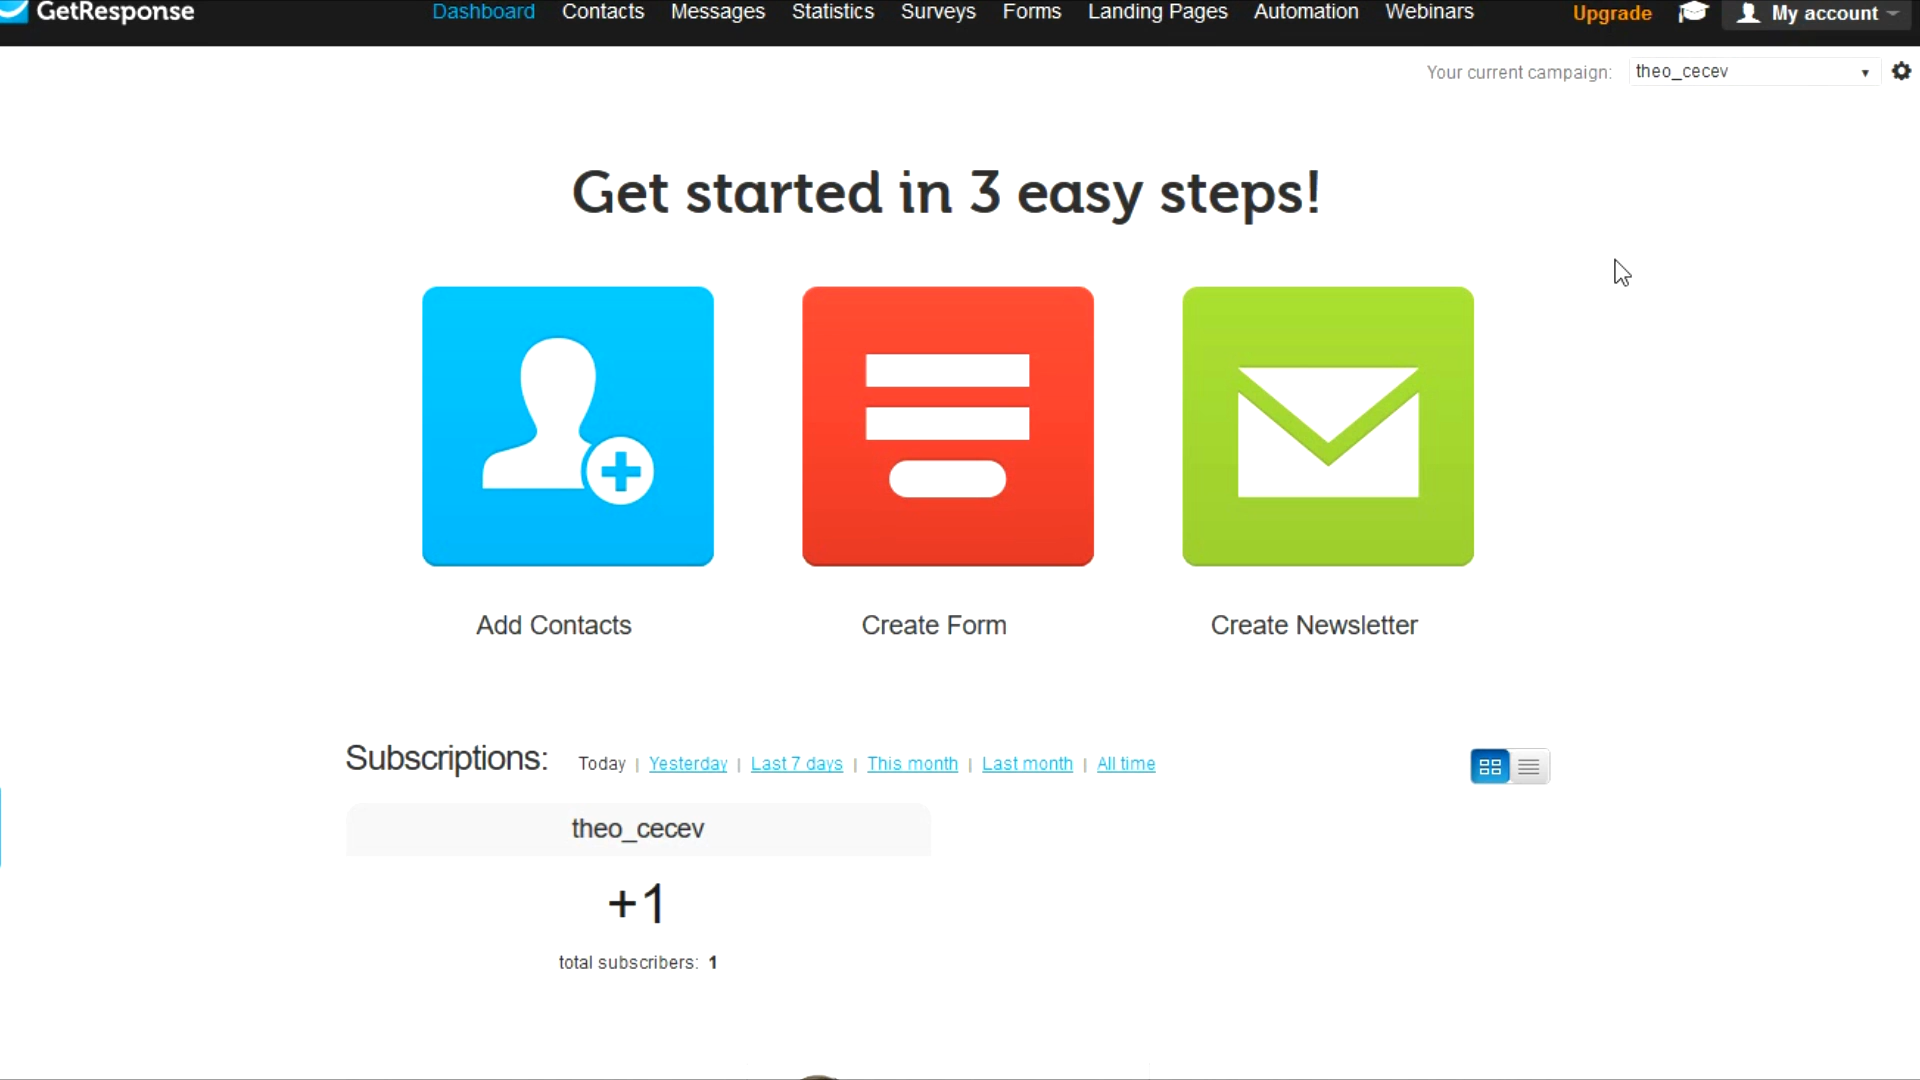 GetResponse Dashboard Contacts Messages Statistics Surveys Forms Landing Pages Automation Webinars Upgrade My account
Your current campaign: theo_cecev
Get started in 3 easy steps!
Add Contacts Create Form Create Newsletter
Subscriptions: Today | Yesterday | Last 7 days | This month | Last month | All time
theo_cecev
+1
total subscribers: 1